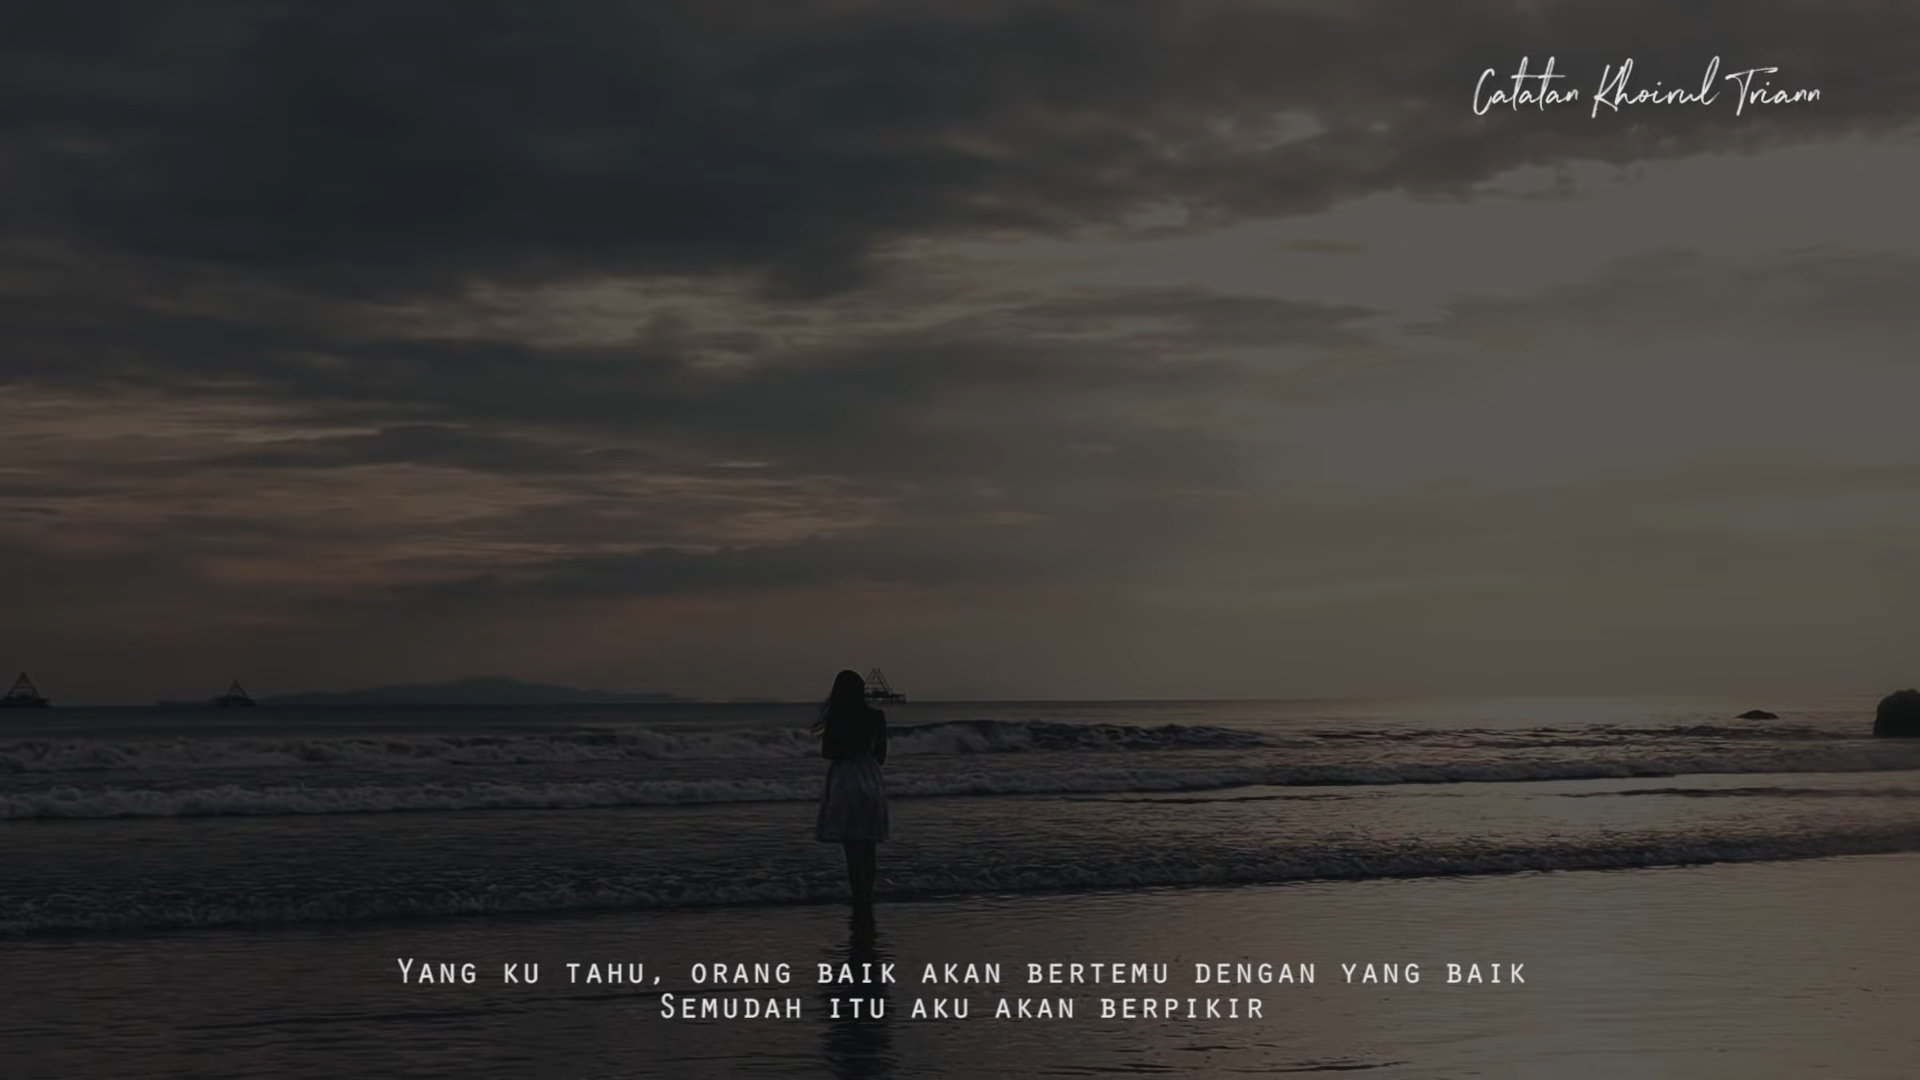 Catatan Khoirul Triann
Yang ku tahu, orang baik akan bertemu dengan yang baik
Semudah itu aku akan berpikir